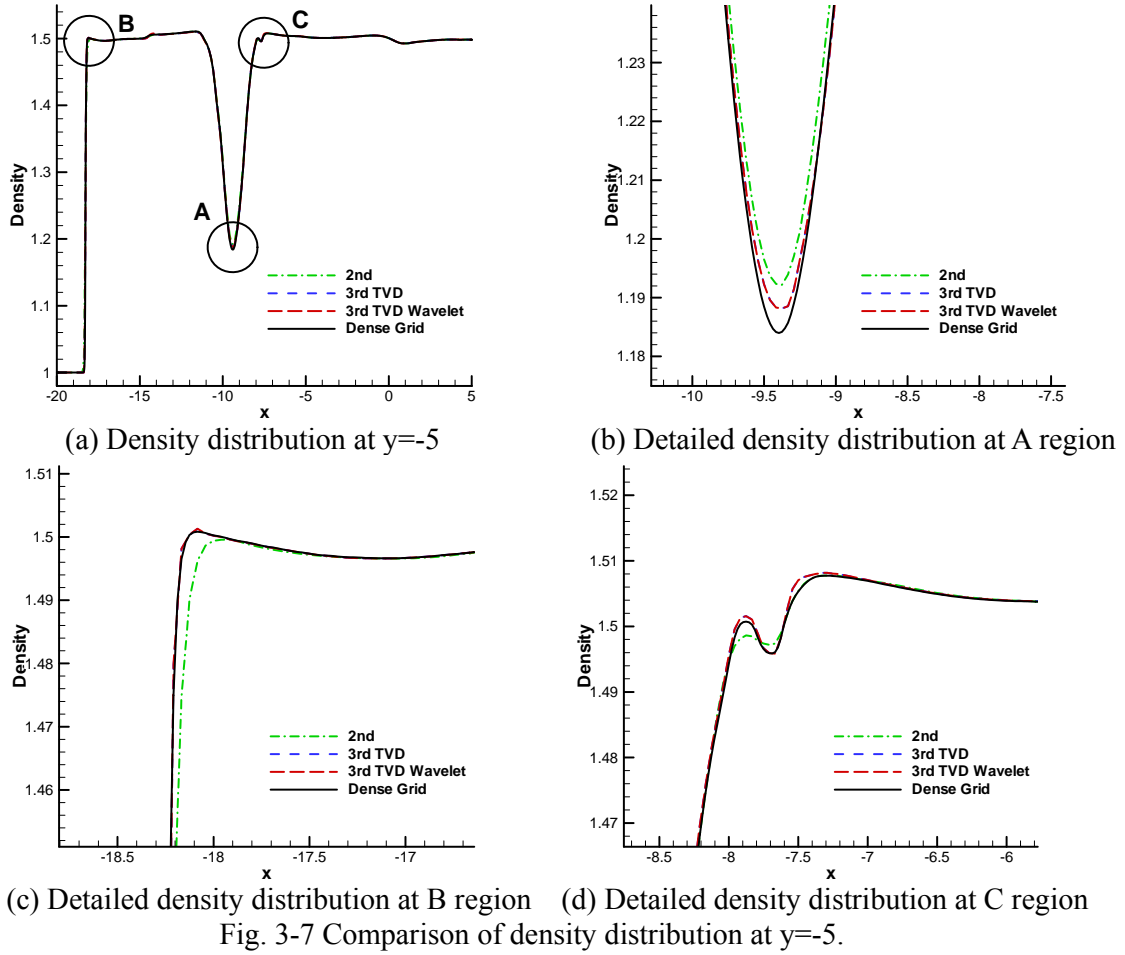 B
C
A
Density
1.5
1.4
1.3
1.2
1.1
1
-20
-15
-10
-5
0
5
x
2nd
3rd TVD
3rd TVD Wavelet
Dense Grid
(a) Density distribution at y=-5
Density
1.23
1.22
1.21
1.2
1.19
1.18
-10
-9.5
-9
-8.5
-8
-7.5
x
2nd
3rd TVD
3rd TVD Wavelet
Dense Grid
(b) Detailed density distribution at A region
Density
1.51
1.5
1.49
1.48
1.47
1.46
-18.5
-18
-17.5
-17
x
2nd
3rd TVD
3rd TVD Wavelet
Dense Grid
(c) Detailed density distribution at B region
Density
1.52
1.51
1.5
1.49
1.48
1.47
-8.5
-8
-7.5
-7
-6.5
-6
x
2nd
3rd TVD
3rd TVD Wavelet
Dense Grid
(d) Detailed density distribution at C region
Fig. 3-7 Comparison of density distribution at y=-5.